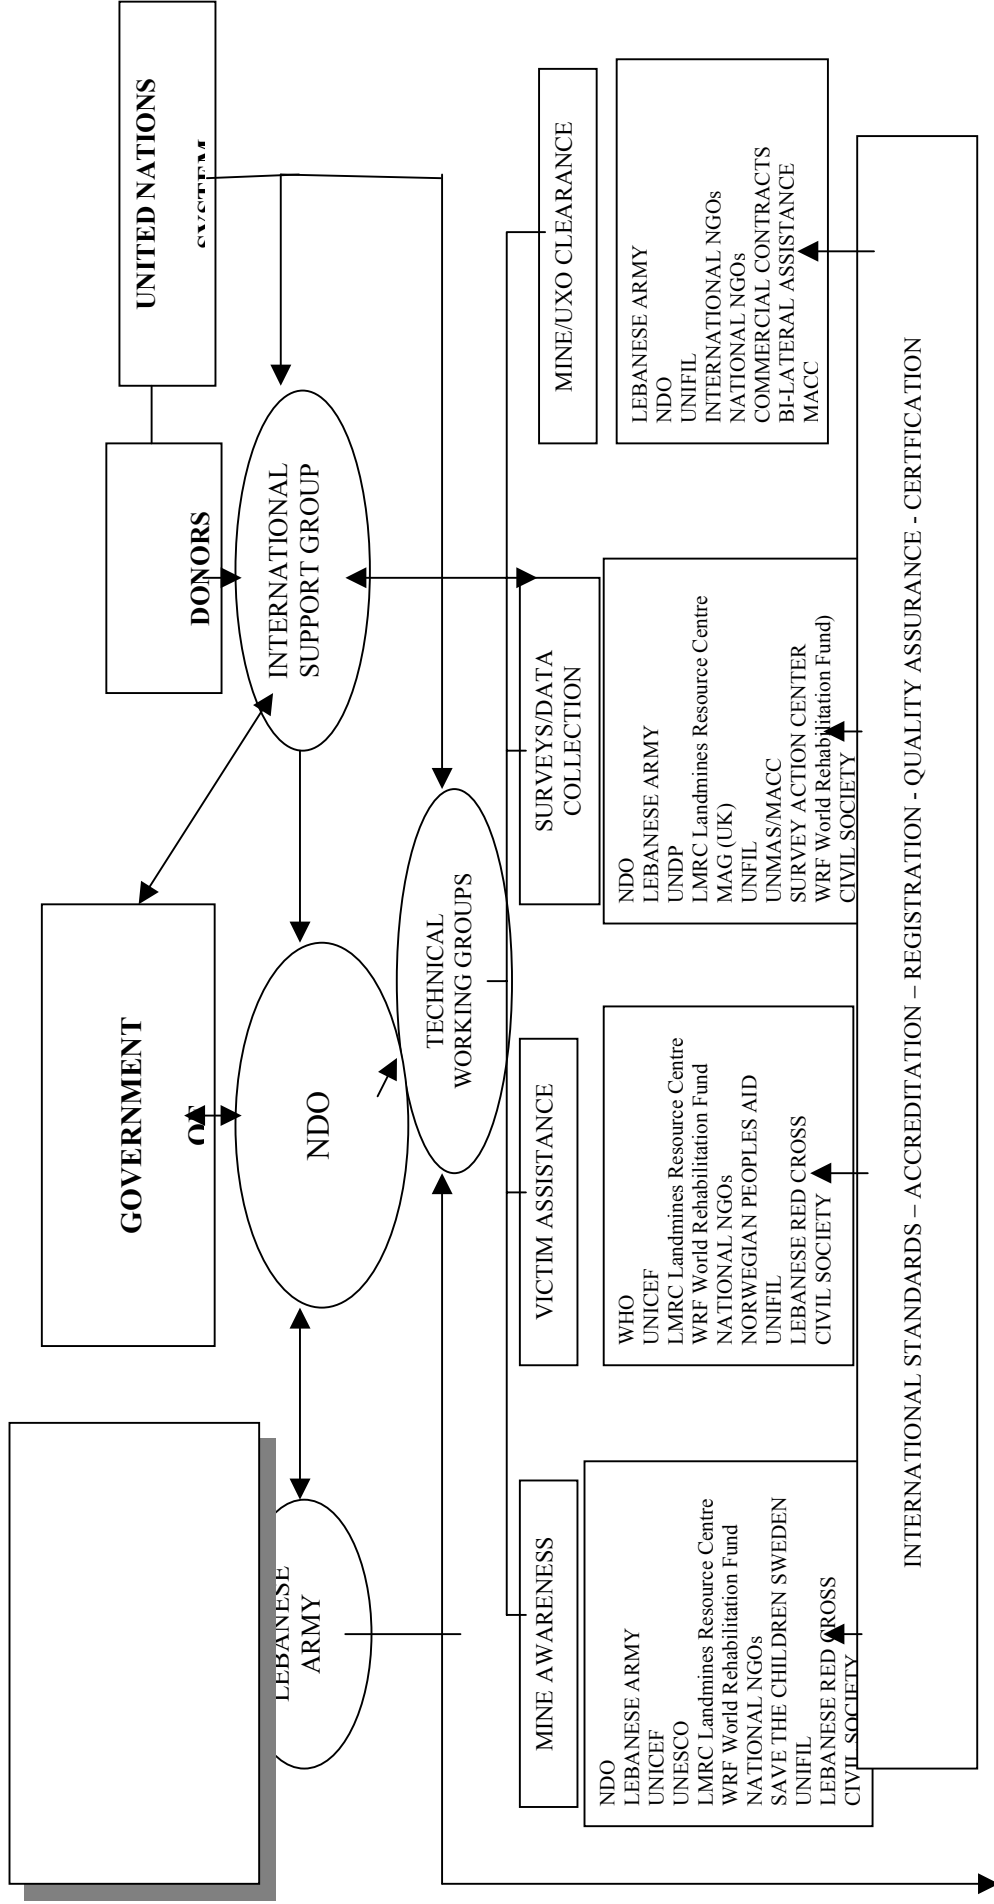 UNITED NATIONS
SYSTEM
DONORS
GOVERNMENT
OF
INTERNATIONAL
SUPPORT GROUP
NDO
LEBANESE
ARMY
TECHNICAL
WORKING GROUPS
MINE AWARENESS
VICTIM ASSISTANCE
SURVEYS/DATA
COLLECTION
MINE/UXO CLEARANCE
NDO
LEBANESE ARMY
UNICEF
UNESCO
LMRC Landmines Resource Centre
WRF World Rehabilitation Fund
NATIONAL NGOs
SAVE THE CHILDREN SWEDEN
UNIFIL
LEBANESE RED CROSS
CIVIL SOCIETY
WHO
UNICEF
LMRC Landmines Resource Centre
WRF World Rehabilitation Fund
NATIONAL NGOs
NORWEGIAN PEOPLES AID
UNIFIL
LEBANESE RED CROSS
CIVIL SOCIETY
NDO
LEBANESE ARMY
UNDP
LMRC Landmines Resource Centre
MAG (UK)
UNFIL
UNMAS/MACC
SURVEY ACTION CENTER
WRF World Rehabilitation Fund)
CIVIL SOCIETY
LEBANESE ARMY
NDO
UNIFIL
INTERNATIONAL NGOs
NATIONAL NGOs
COMMERCIAL CONTRACTS
BI-LATERAL ASSISTANCE
MACC
INTERNATIONAL STANDARDS – ACCREDITATION – REGISTRATION - QUALITY ASSURANCE - CERTFICATION